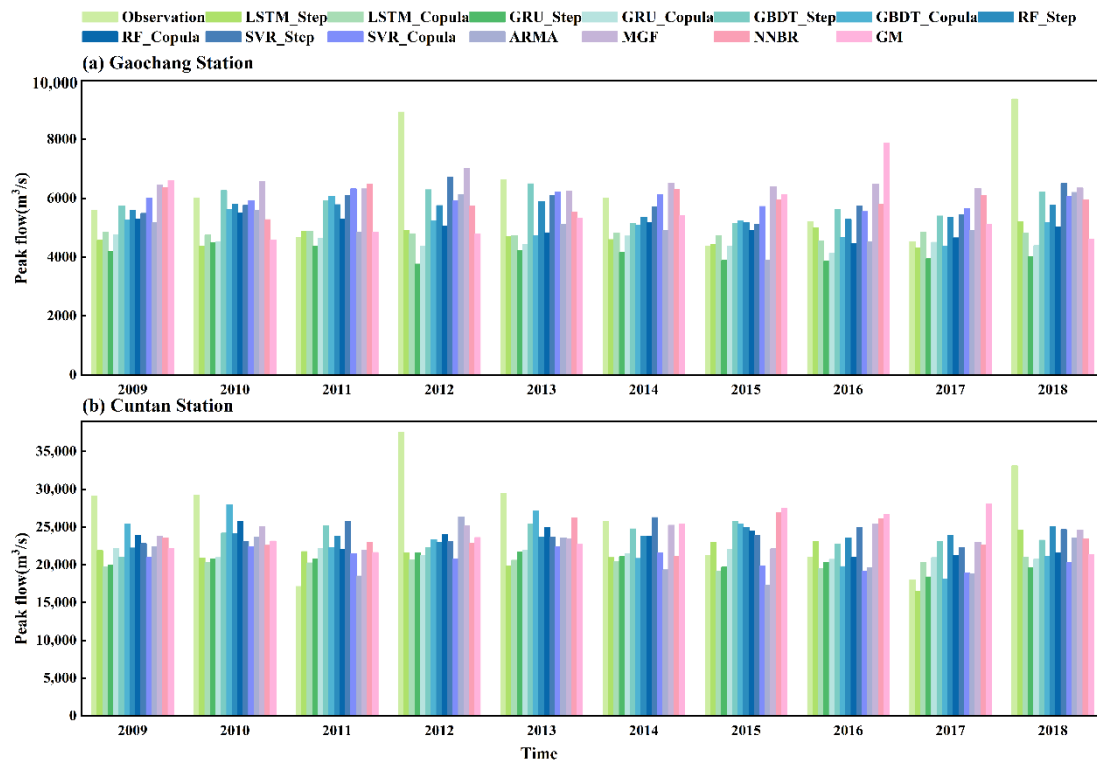 Observation LSTM_Step LSTM_Copula GRU_Step GRU_Copula GBDT_Step GBDT_Copula RF_Step
RF_Copula SVR_Step SVR_Copula ARMA MGF NNBR GM
(a) Gaochang Station
10,000
8000
6000
4000
2000
0
Peak flow(m³/s)
2009 2010 2011 2012 2013 2014 2015 2016 2017 2018
(b) Cuntan Station
35,000
30,000
25,000
20,000
15,000
10,000
5,000
0
Peak flow(m³/s)
2009 2010 2011 2012 2013 2014 2015 2016 2017 2018
Time